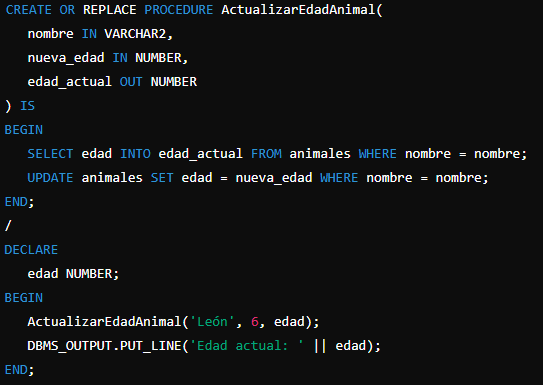 CREATE OR REPLACE PROCEDURE ActualizarEdadAnimal(
nombre IN VARCHAR2,
nueva_edad IN NUMBER,
edad_actual OUT NUMBER
) IS
BEGIN
SELECT edad INTO edad_actual FROM animales WHERE nombre = nombre;
UPDATE animales SET edad = nueva_edad WHERE nombre = nombre;
END;
/
DECLARE
edad NUMBER;
BEGIN
ActualizarEdadAnimal('León', 6, edad);
DBMS_OUTPUT.PUT_LINE('Edad actual: ' || edad);
END;